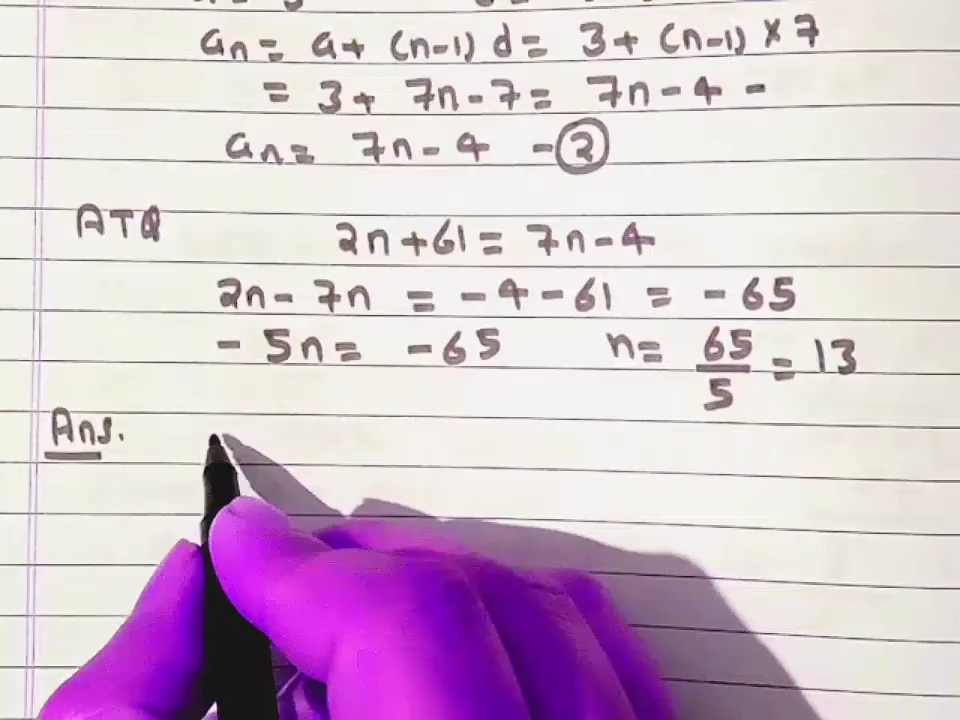 an = a + (n-1) d = 3 + (n-1) × 7
= 3 + 7n - 7 = 7n - 4 -
an = 7n - 4 - ②
ATQ 2n + 61 = 7n - 4
2n - 7n = - 4 - 61 = - 65
- 5n = - 65 n = 65/5 = 13
Ans.